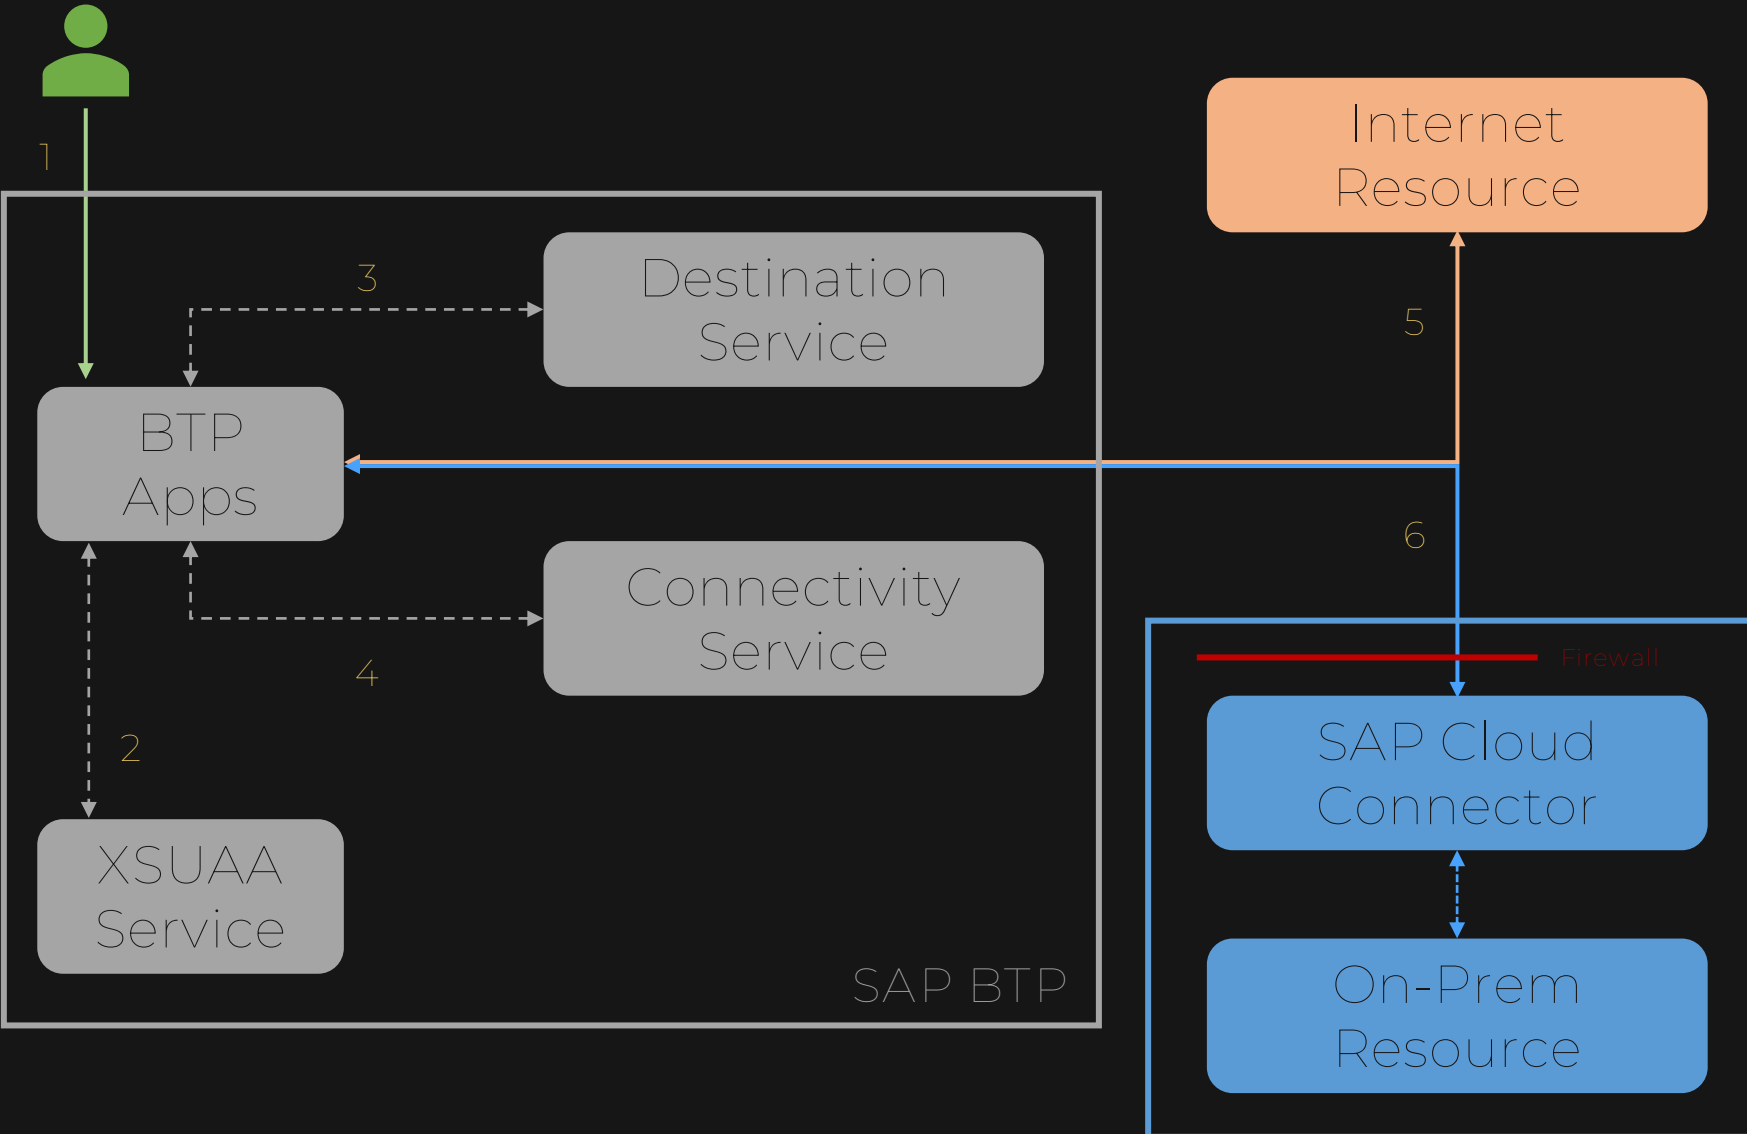 1
Internet
Resource
3
Destination
Service
5
BTP
Apps
6
Connectivity
Service
4
Firewall
2
SAP Cloud
Connector
XSUAA
Service
SAP BTP
On-Prem
Resource